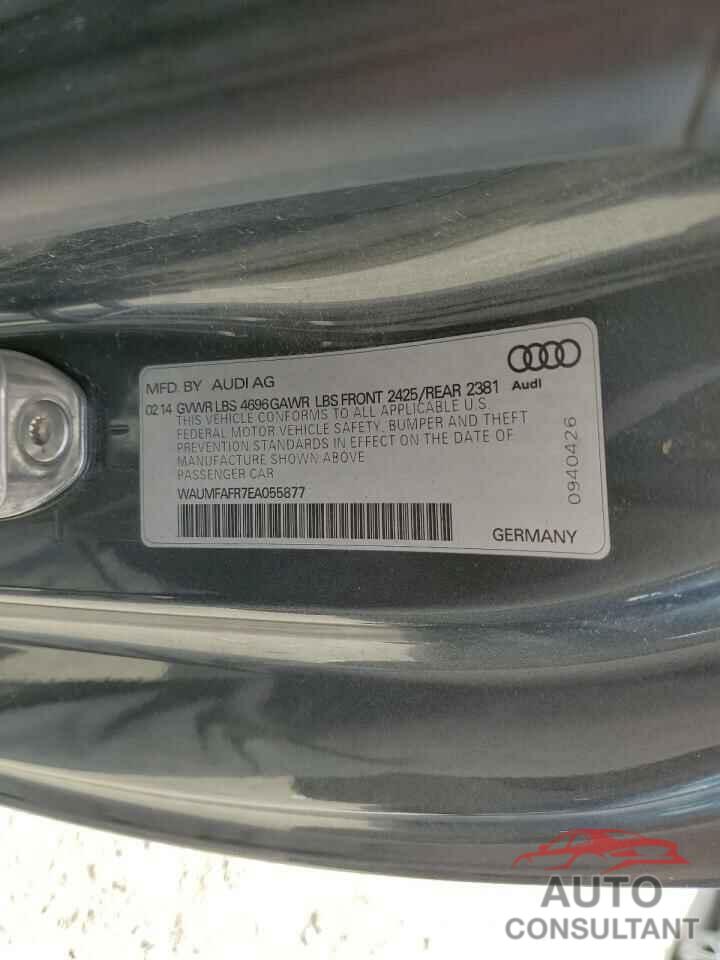 MFD. BY AUDI AG
Audi
02 14 GVWR LBS 4696 GAWR LBS FRONT 2425/REAR 2381
THIS VEHICLE CONFORMS TO ALL APPLICABLE U.S.
FEDERAL MOTOR VEHICLE SAFETY, BUMPER AND THEFT
PREVENTION STANDARDS IN EFFECT ON THE DATE OF
MANUFACTURE SHOWN ABOVE
PASSENGER CAR
WAUMFAFR7EA055877
0940426
GERMANY
AUTO
CONSULTANT